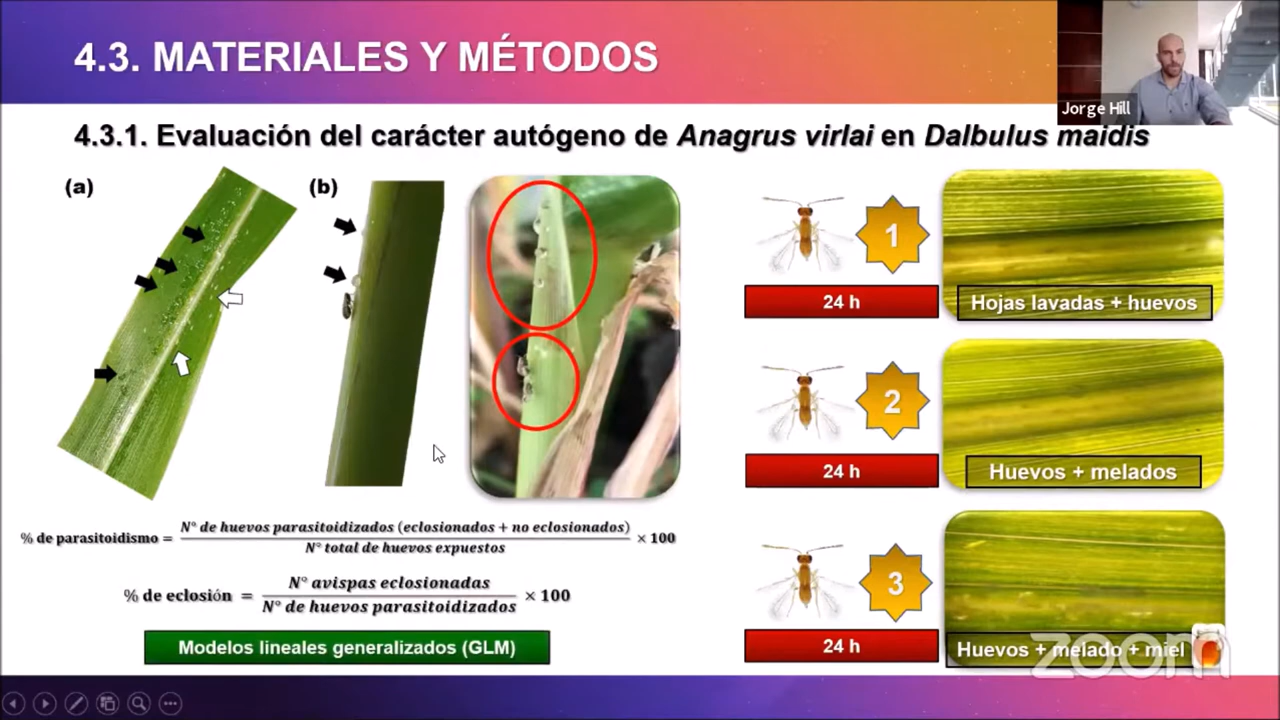 4.3. MATERIALES Y MÉTODOS
Jorge Hill
4.3.1. Evaluación del carácter autógeno de Anagrus virlai en Dalbulus maidis
(a)
(b)
1
24 h
Hojas lavadas + huevos
2
24 h
Huevos + melados
3
24 h
Huevos + melado + miel
% de parasitoidismo = N° de huevos parasitoidizados (eclosionados + no eclosionados)
N° total de huevos expuestos
× 100
% de eclosión = N° avispas eclosionadas
N° de huevos parasitoidizados
× 100
Modelos lineales generalizados (GLM)
zoom